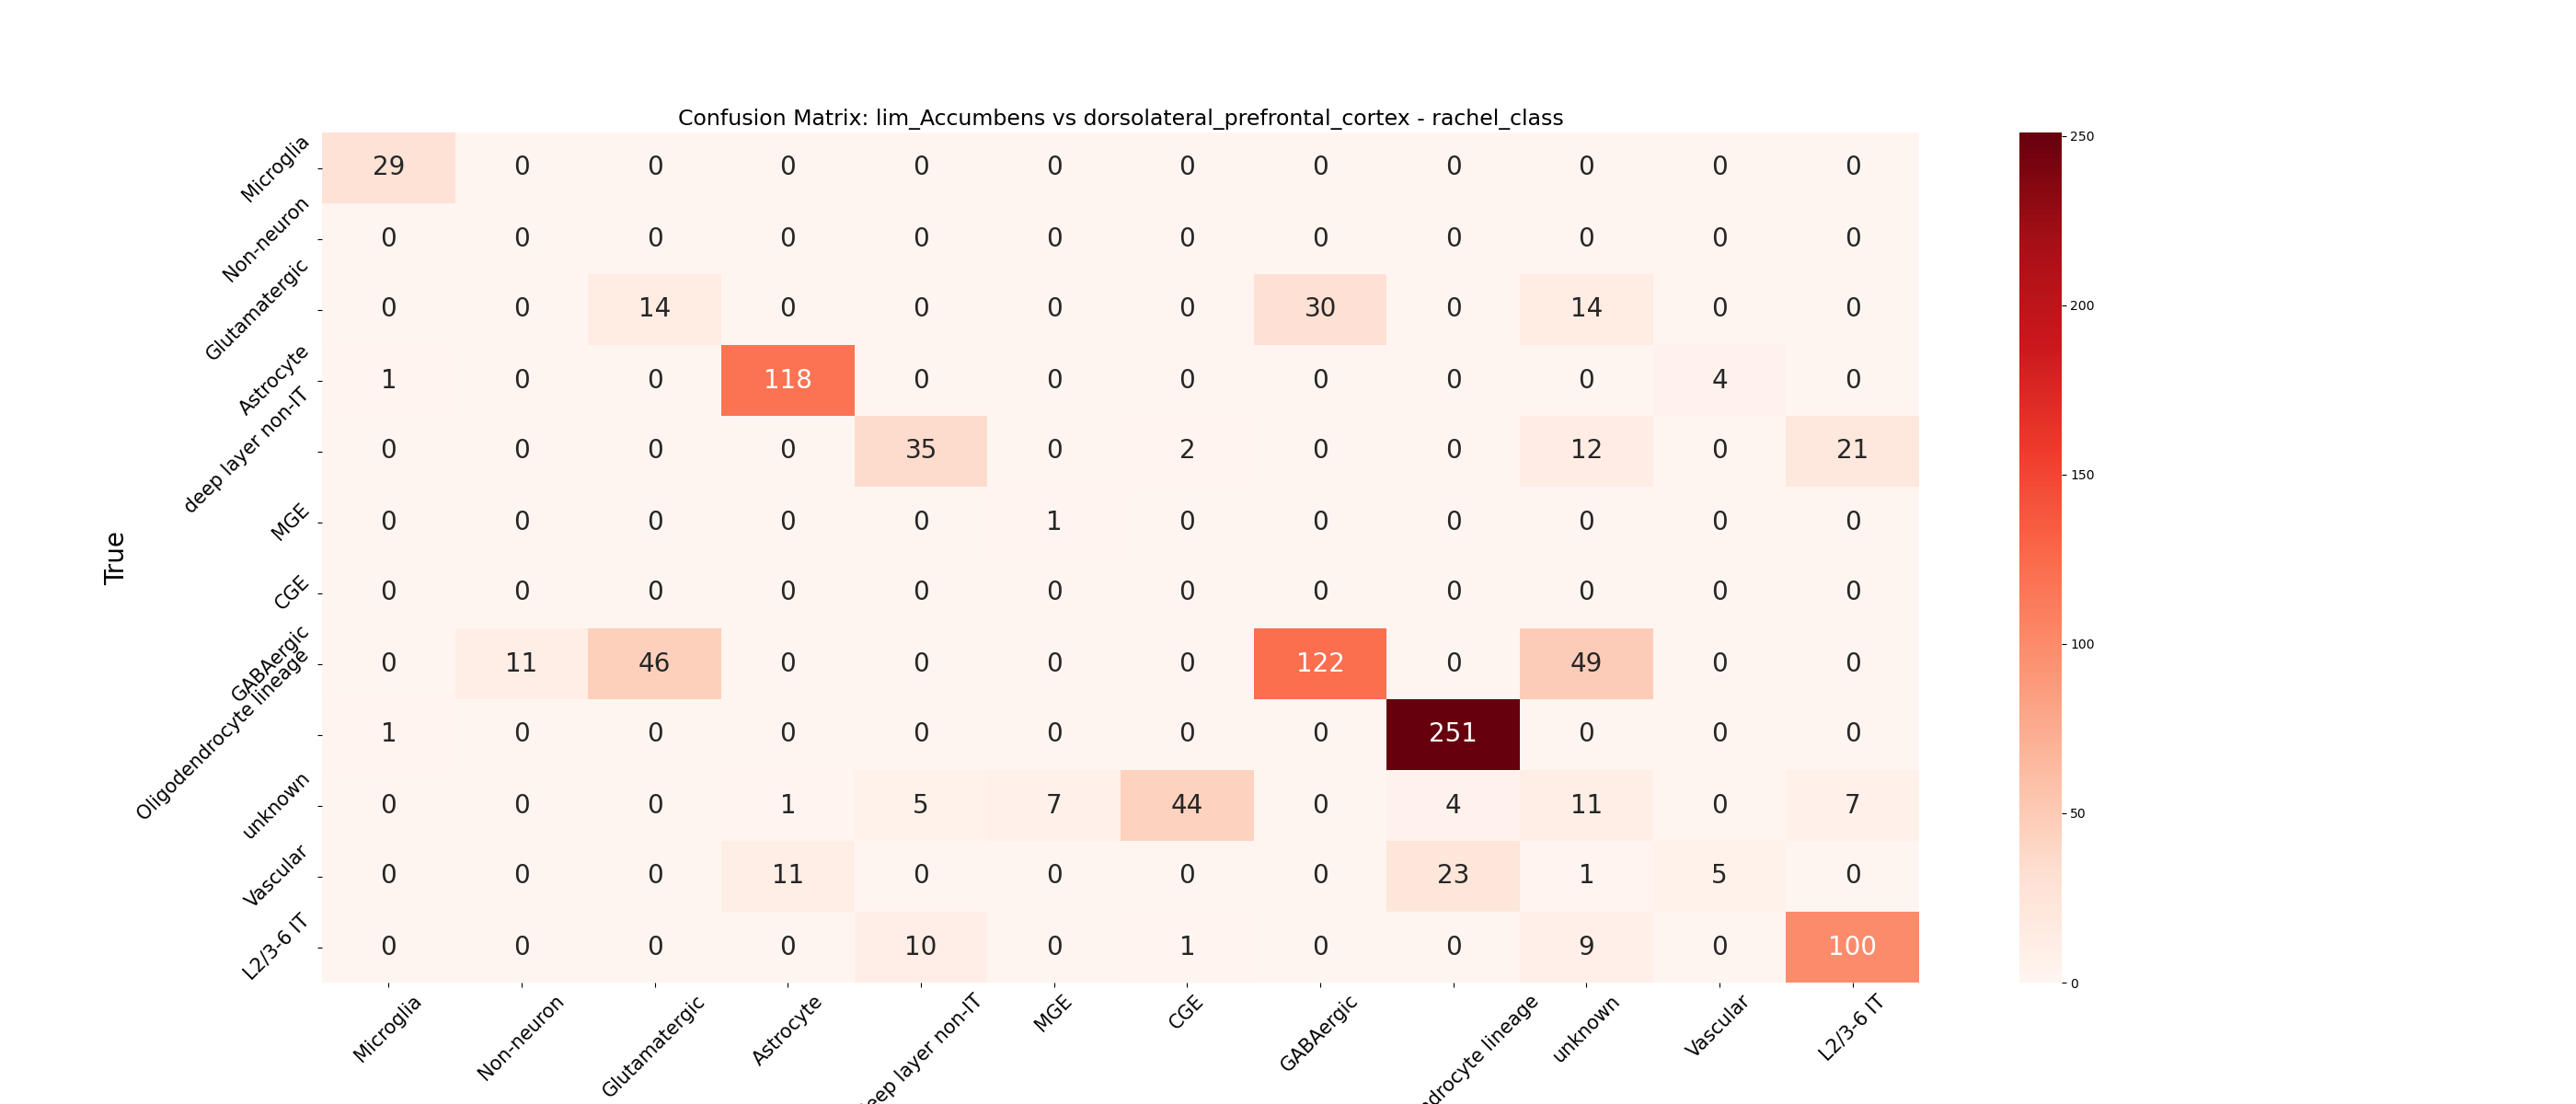 Confusion Matrix: lim_Accumbens vs dorsolateral_prefrontal_cortex - rachel_class
True
Microglia 29 0 0 0 0 0 0 0 0 0 0 0
Non-neuron 0 0 0 0 0 0 0 0 0 0 0 0
Glutamatergic 0 0 14 0 0 0 0 30 0 14 0 0
Astrocyte 1 0 0 118 0 0 0 0 0 0 4 0
deep layer non-IT 0 0 0 0 35 0 2 0 0 12 0 21
MGE 0 0 0 0 0 1 0 0 0 0 0 0
CGE 0 0 0 0 0 0 0 0 0 0 0 0
GABAergic 0 11 46 0 0 0 0 122 0 49 0 0
Oligodendrocyte lineage 1 0 0 0 0 0 0 0 251 0 0 0
unknown 0 0 0 1 5 7 44 0 4 11 0 7
Vascular 0 0 0 11 0 0 0 0 23 1 5 0
L2/3-6 IT 0 0 0 0 10 0 1 0 0 9 0 100
Microglia Non-neuron Glutamatergic Astrocyte eep layer non-IT MGE CGE GABAergic ndrocyte lineage unknown Vascular L2/3-6 IT
250
200
150
100
50
0